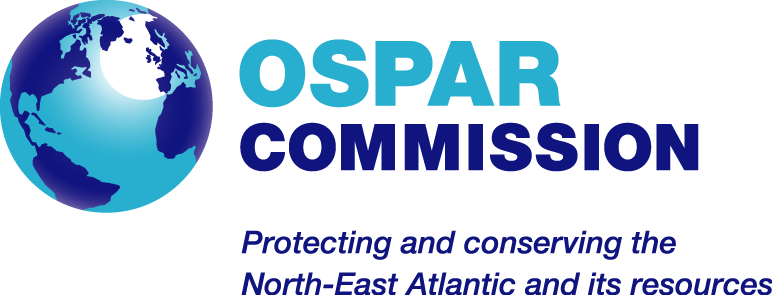 OSPAR
COMMISSION
Protecting and conserving the
North-East Atlantic and its resources